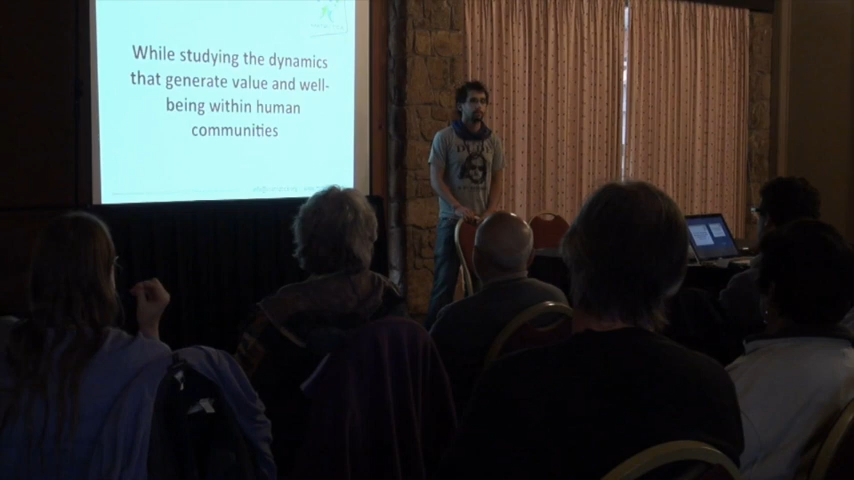 While studying the dynamics
that generate value and well-
being within human
communities